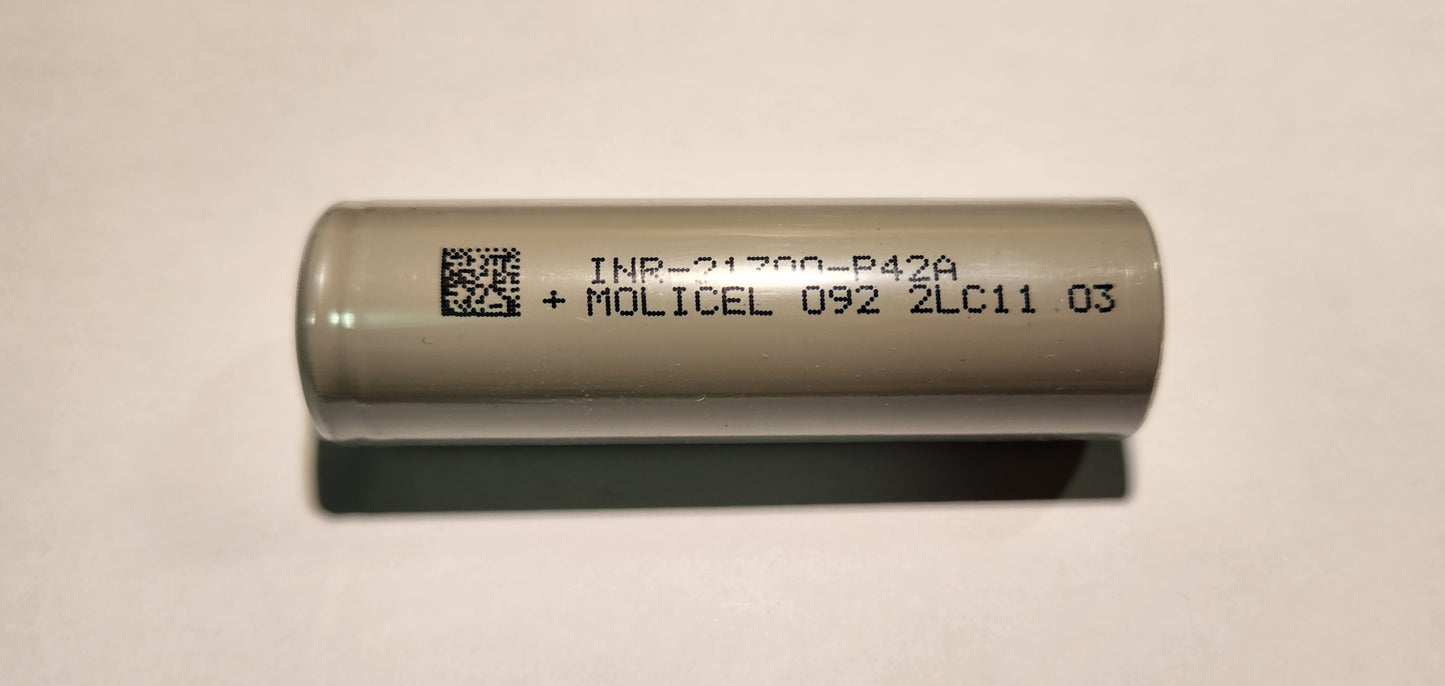 INR-21700-P42A
+ MOLICEL 092 2LC11 03